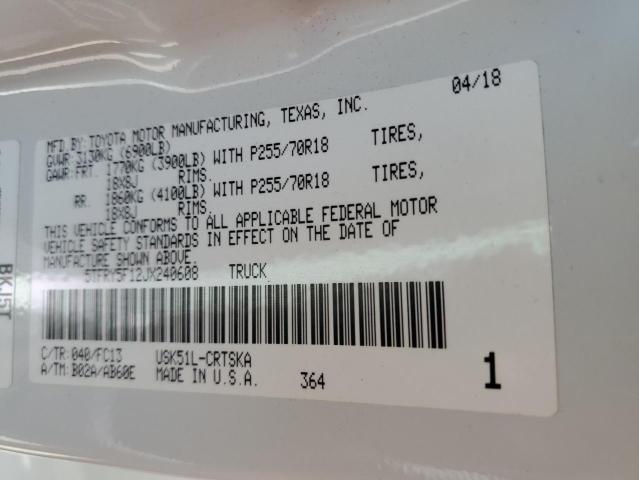 04/18
MFD BY: TOYOTA MOTOR MANUFACTURING, TEXAS, INC.
GVWR: 3130KG (6900LB)
GAWR: FRT. 1770KG (3900LB) WITH P255/70R18 TIRES,
18X8J RIMS.
RR. 1860KG (4100LB) WITH P255/70R18 TIRES,
18X8J RIMS.
THIS VEHICLE CONFORMS TO ALL APPLICABLE FEDERAL MOTOR
VEHICLE SAFETY STANDARDS IN EFFECT ON THE DATE OF
MANUFACTURE SHOWN ABOVE.
5TFRY5F12JX240608 TRUCK
C/TR: 040/FC13 USK51L-CRTSKA
A/TM: B02A/AB60E MADE IN U.S.A. 364 1
BKJ5T